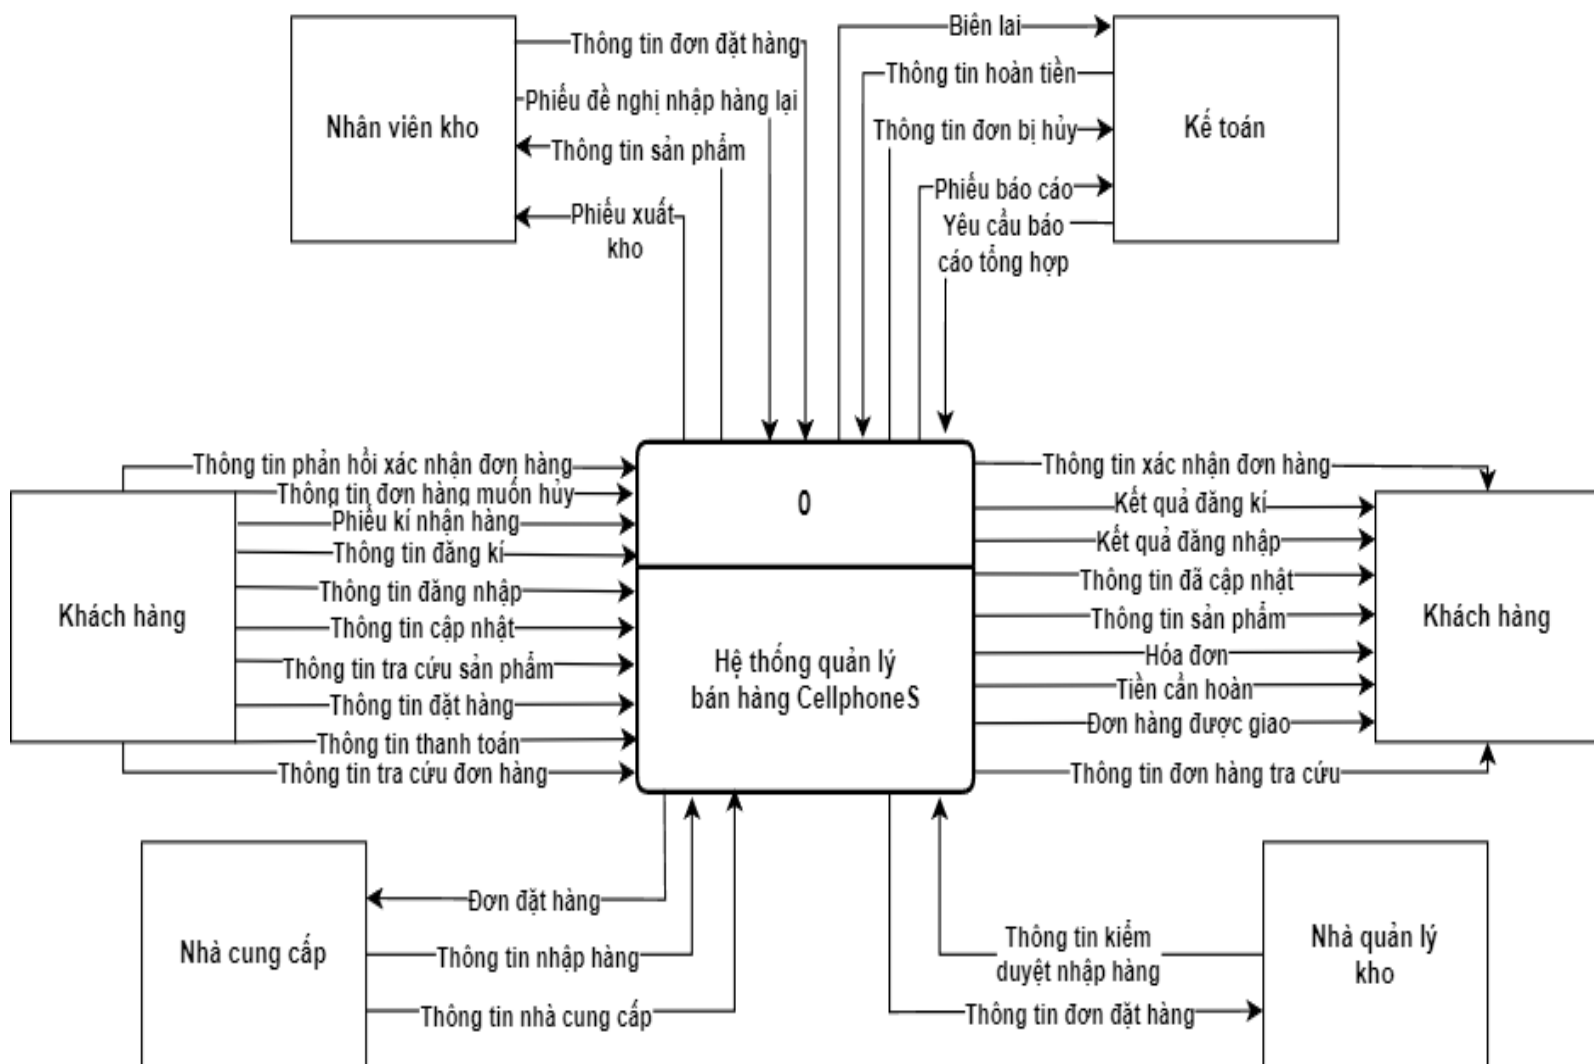 Nhân viên kho
Thông tin đơn đặt hàng
Phiếu đề nghị nhập hàng lại
Thông tin sản phẩm
Phiếu xuất
kho
Biên lai
Thông tin hoàn tiền
Thông tin đơn bị hủy
Phiếu báo cáo
Yêu cầu báo
cáo tổng hợp
Kế toán
Khách hàng
Thông tin phản hồi xác nhận đơn hàng
Thông tin đơn hàng muốn hủy
Phiếu kí nhận hàng
Thông tin đăng kí
Thông tin đăng nhập
Thông tin cập nhật
Thông tin tra cứu sản phẩm
Thông tin đặt hàng
Thông tin thanh toán
Thông tin tra cứu đơn hàng
0
Hệ thống quản lý
bán hàng CellphoneS
Thông tin xác nhận đơn hàng
Kết quả đăng kí
Kết quả đăng nhập
Thông tin đã cập nhật
Thông tin sản phẩm
Hóa đơn
Tiền cần hoàn
Đơn hàng được giao
Thông tin đơn hàng tra cứu
Khách hàng
Nhà cung cấp
Đơn đặt hàng
Thông tin nhập hàng
Thông tin nhà cung cấp
Thông tin kiểm
duyệt nhập hàng
Thông tin đơn đặt hàng
Nhà quản lý
kho